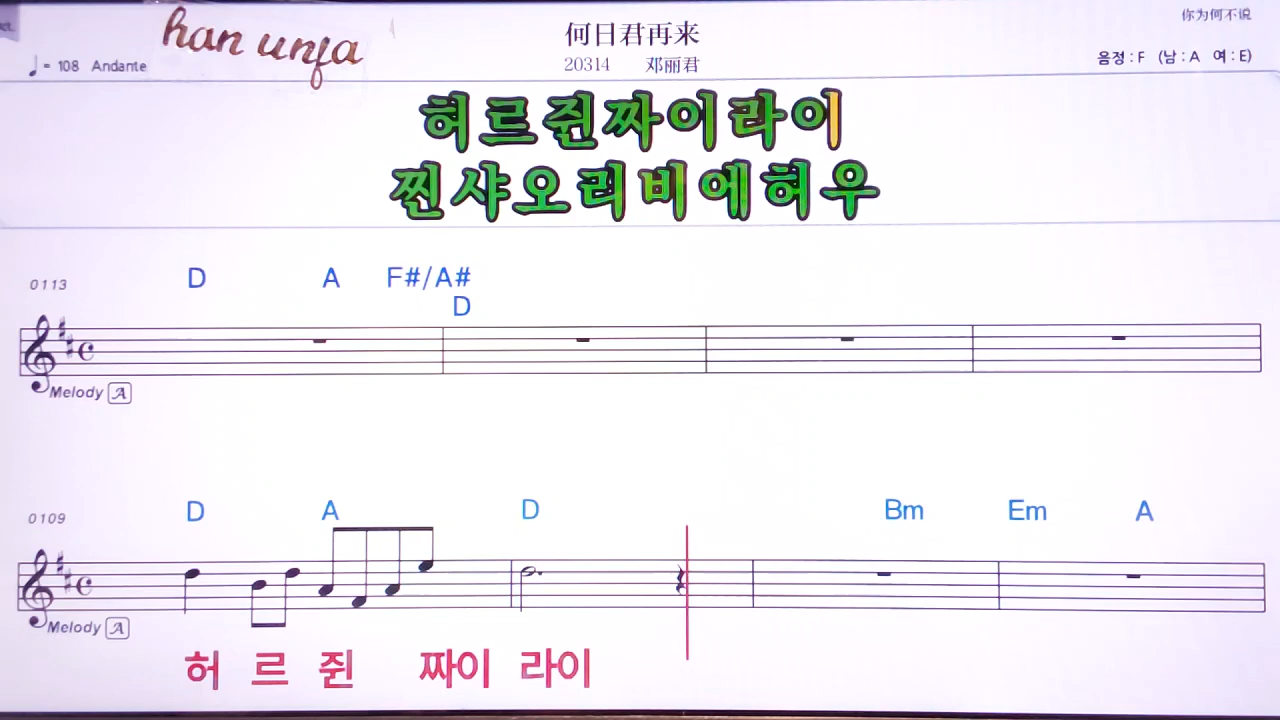 han unfa
何日君再来
你为何不说
♩= 108 Andante
20314 邓丽君
음정 : F (남 : A 여 : E)
허르쥔짜이라이
찐샤오리비에허우
0113
D A F#/A#
D
Melody A
0109
D A D Bm Em A
Melody A
허 르 쥔 짜이 라이